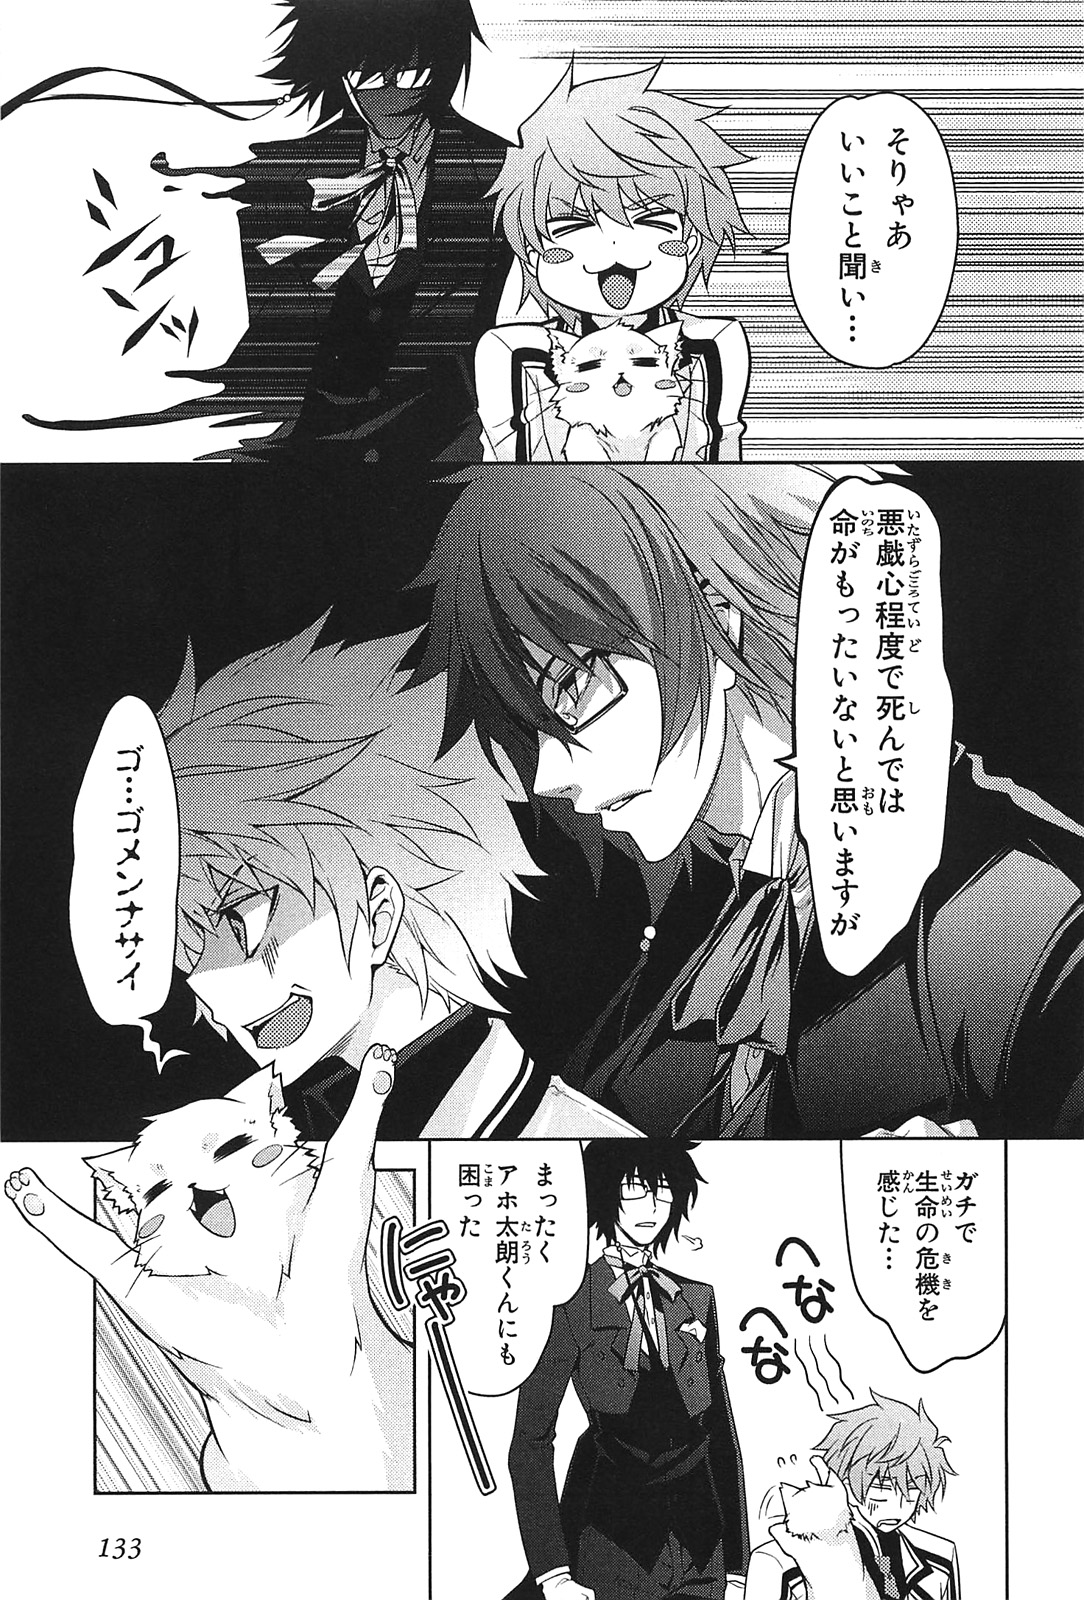 そりゃあ
いいこと聞い…
ゴゴッ
悪戯心程度で死んでは
命がもったいないと思いますが
ゴ…ゴメンナサイ
ガチで
生命の危機を
感じた…
へな
へな
まったく
アホ太朗くんにも
困った
にゃーーー
133